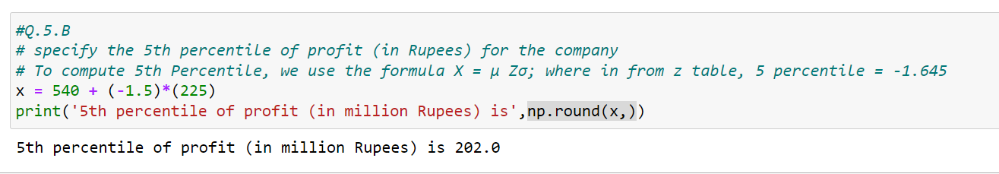 #Q.5.B
# specify the 5th percentile of profit (in Rupees) for the company
# To compute 5th Percentile, we use the formula X = μ Zσ; where in from z table, 5 percentile = -1.645
x = 540 + (-1.5)*(225)
print('5th percentile of profit (in million Rupees) is',np.round(x,))
5th percentile of profit (in million Rupees) is 202.0